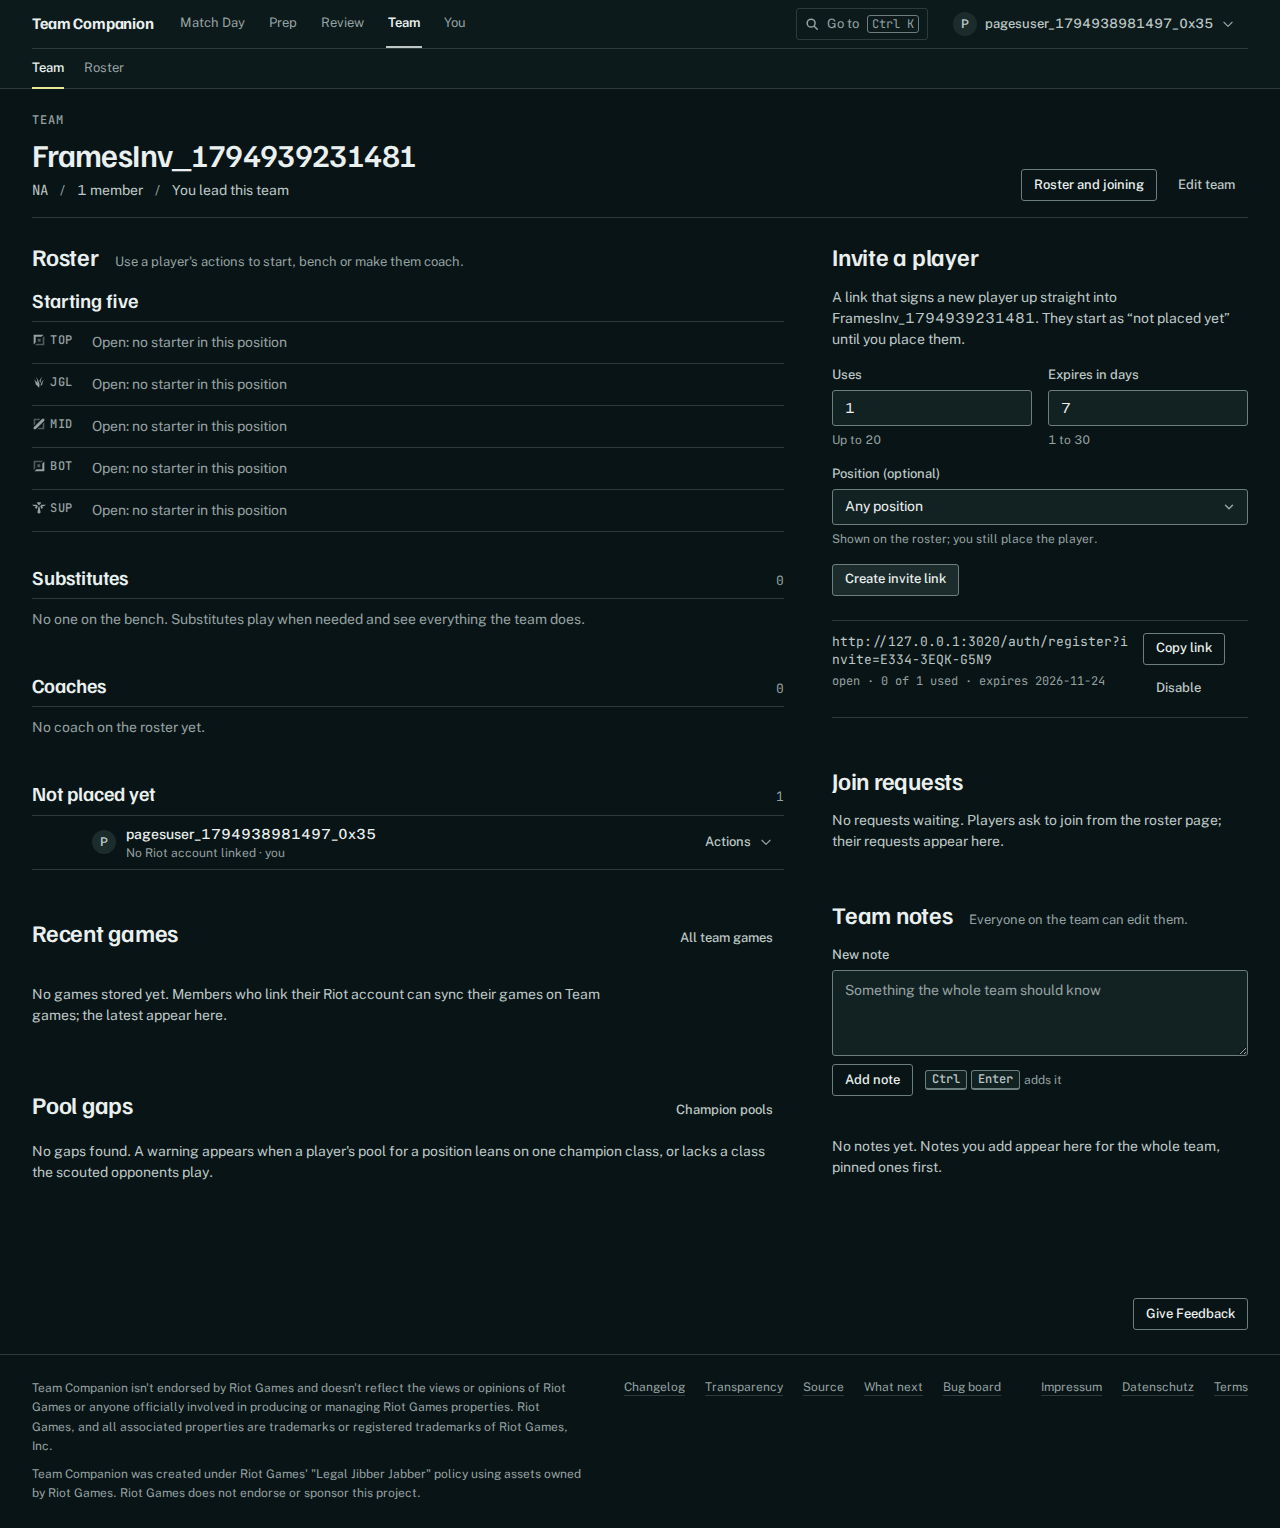 Team Companion
Match Day
Prep
Review
Team
You
Go to
Ctrl K
P
pagesuser_1794938981497_0x35
Team
Roster
TEAM
FramesInv_1794939231481
NA / 1 member / You lead this team
Roster and joining
Edit team
Roster
Use a player's actions to start, bench or make them coach.
Starting five
TOP
Open: no starter in this position
JGL
Open: no starter in this position
MID
Open: no starter in this position
BOT
Open: no starter in this position
SUP
Open: no starter in this position
Substitutes
0
No one on the bench. Substitutes play when needed and see everything the team does.
Coaches
0
No coach on the roster yet.
Not placed yet
1
P
pagesuser_1794938981497_0x35
No Riot account linked · you
Actions
Recent games
All team games
No games stored yet. Members who link their Riot account can sync their games on Team
games; the latest appear here.
Pool gaps
Champion pools
No gaps found. A warning appears when a player's pool for a position leans on one champion class, or lacks a class
the scouted opponents play.
Invite a player
A link that signs a new player up straight into
FramesInv_1794939231481. They start as “not placed yet”
until you place them.
Uses
Expires in days
1
7
Up to 20
1 to 30
Position (optional)
Any position
Shown on the roster; you still place the player.
Create invite link
http://127.0.0.1:3020/auth/register?i
nvite=E334-3EQK-G5N9
open · 0 of 1 used · expires 2026-11-24
Copy link
Disable
Join requests
No requests waiting. Players ask to join from the roster page;
their requests appear here.
Team notes
Everyone on the team can edit them.
New note
Something the whole team should know
Add note
Ctrl Enter adds it
No notes yet. Notes you add appear here for the whole team,
pinned ones first.
Give Feedback
Team Companion isn't endorsed by Riot Games and doesn't reflect the views or opinions of Riot
Games or anyone officially involved in producing or managing Riot Games properties. Riot
Games, and all associated properties are trademarks or registered trademarks of Riot Games,
Inc.
Team Companion was created under Riot Games' "Legal Jibber Jabber" policy using assets owned
by Riot Games. Riot Games does not endorse or sponsor this project.
Changelog
Transparency
Source
What next
Bug board
Impressum
Datenschutz
Terms